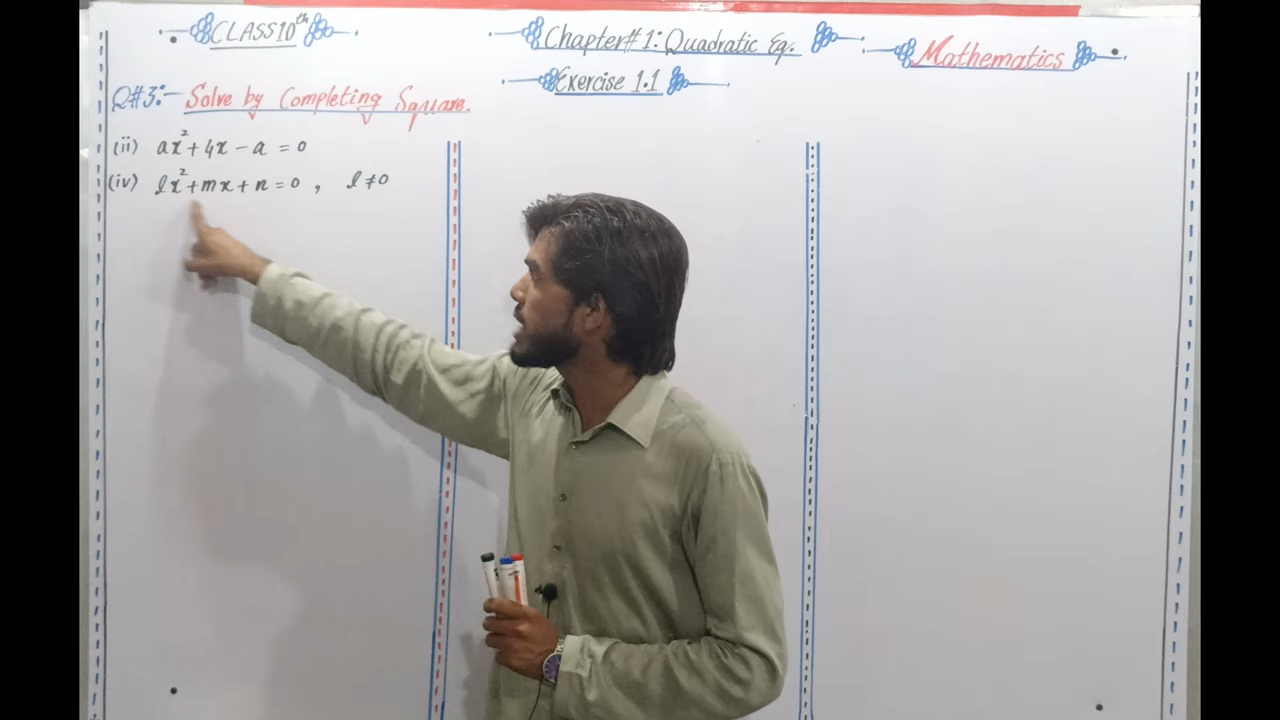 CLASS 10th
Chapter# 1: Quadratic Eq.
Mathematics
Exercise 1.1
Q#3:- Solve by Completing Square.
(ii) ax² + 4x - a = 0
(iv) lx² + mx + n = 0 , l ≠ 0